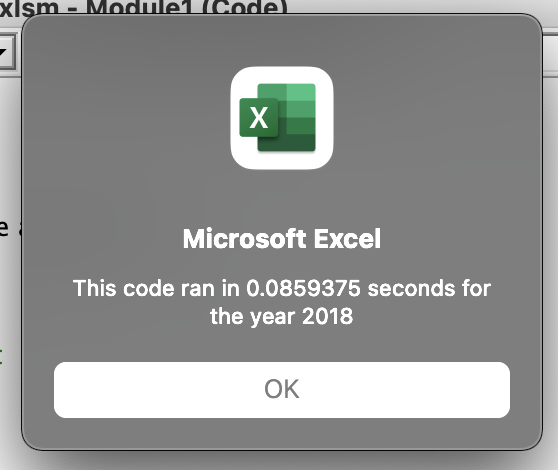 xlsm - Module1 (Code)
X
Microsoft Excel
This code ran in 0.0859375 seconds for
the year 2018
OK